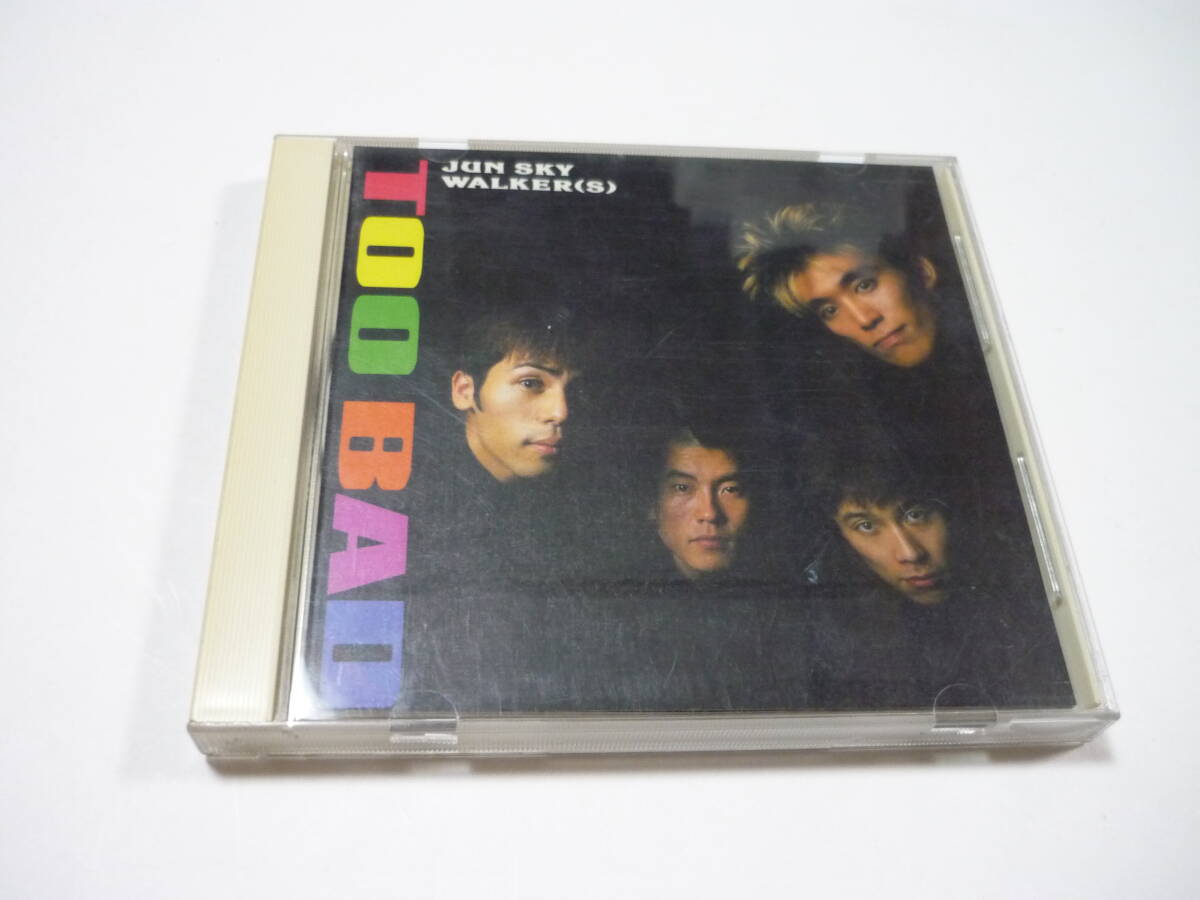 JUN SKY
WALKER(S)
TOO BAD